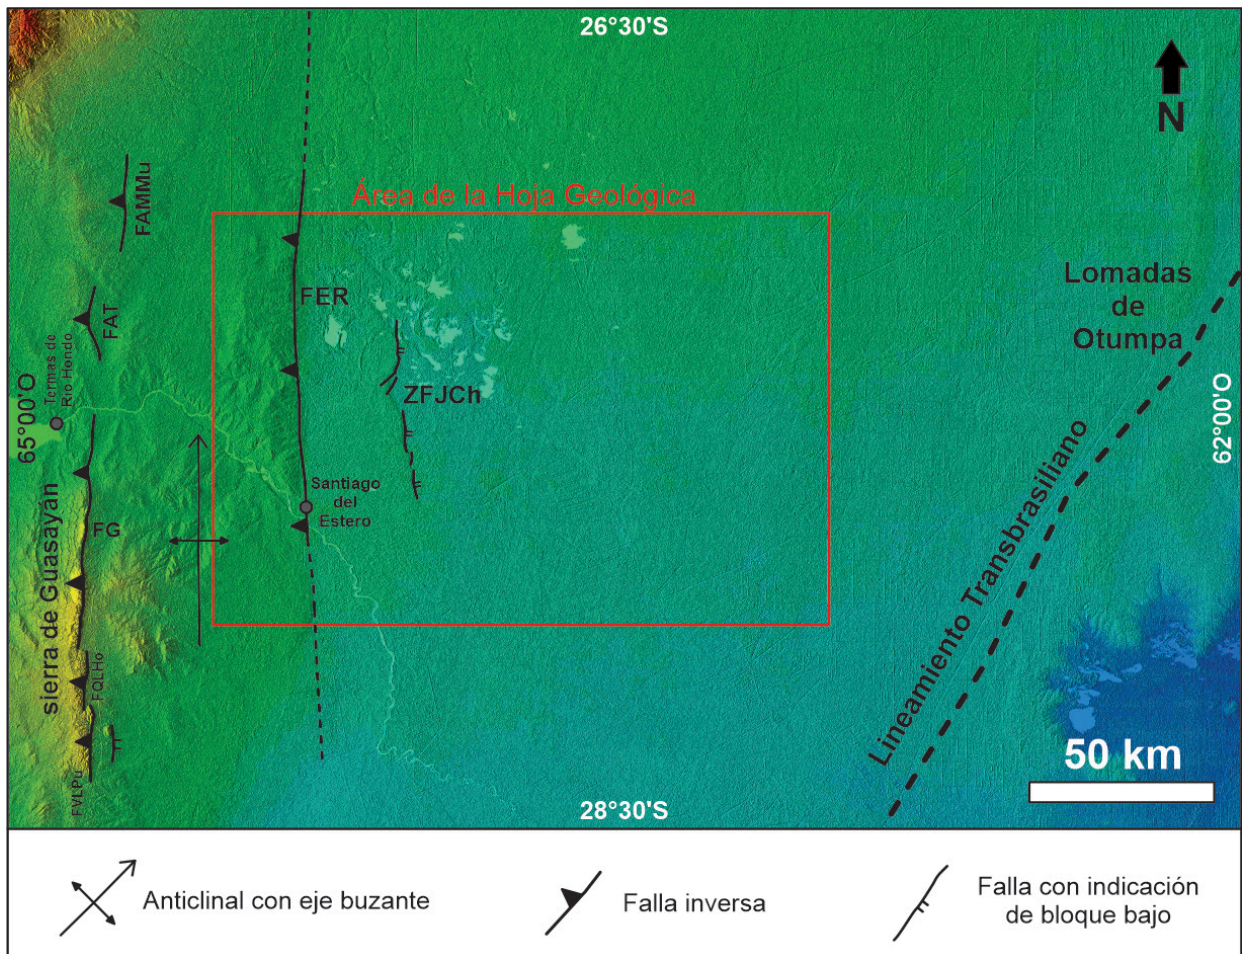 26°30'S
N
Área de la Hoja Geológica
FAMMu
FER
FAT
Termas de
Río Hondo
ZFJCh
Lomadas
de
Otumpa
65°00'O
62°00'O
Santiago
del
Estero
FG
sierra de Guasayán
FQLHo
FVLPu
Lineamiento Transbrasiliano
50 km
28°30'S
Anticlinal con eje buzante
Falla inversa
Falla con indicación
de bloque bajo